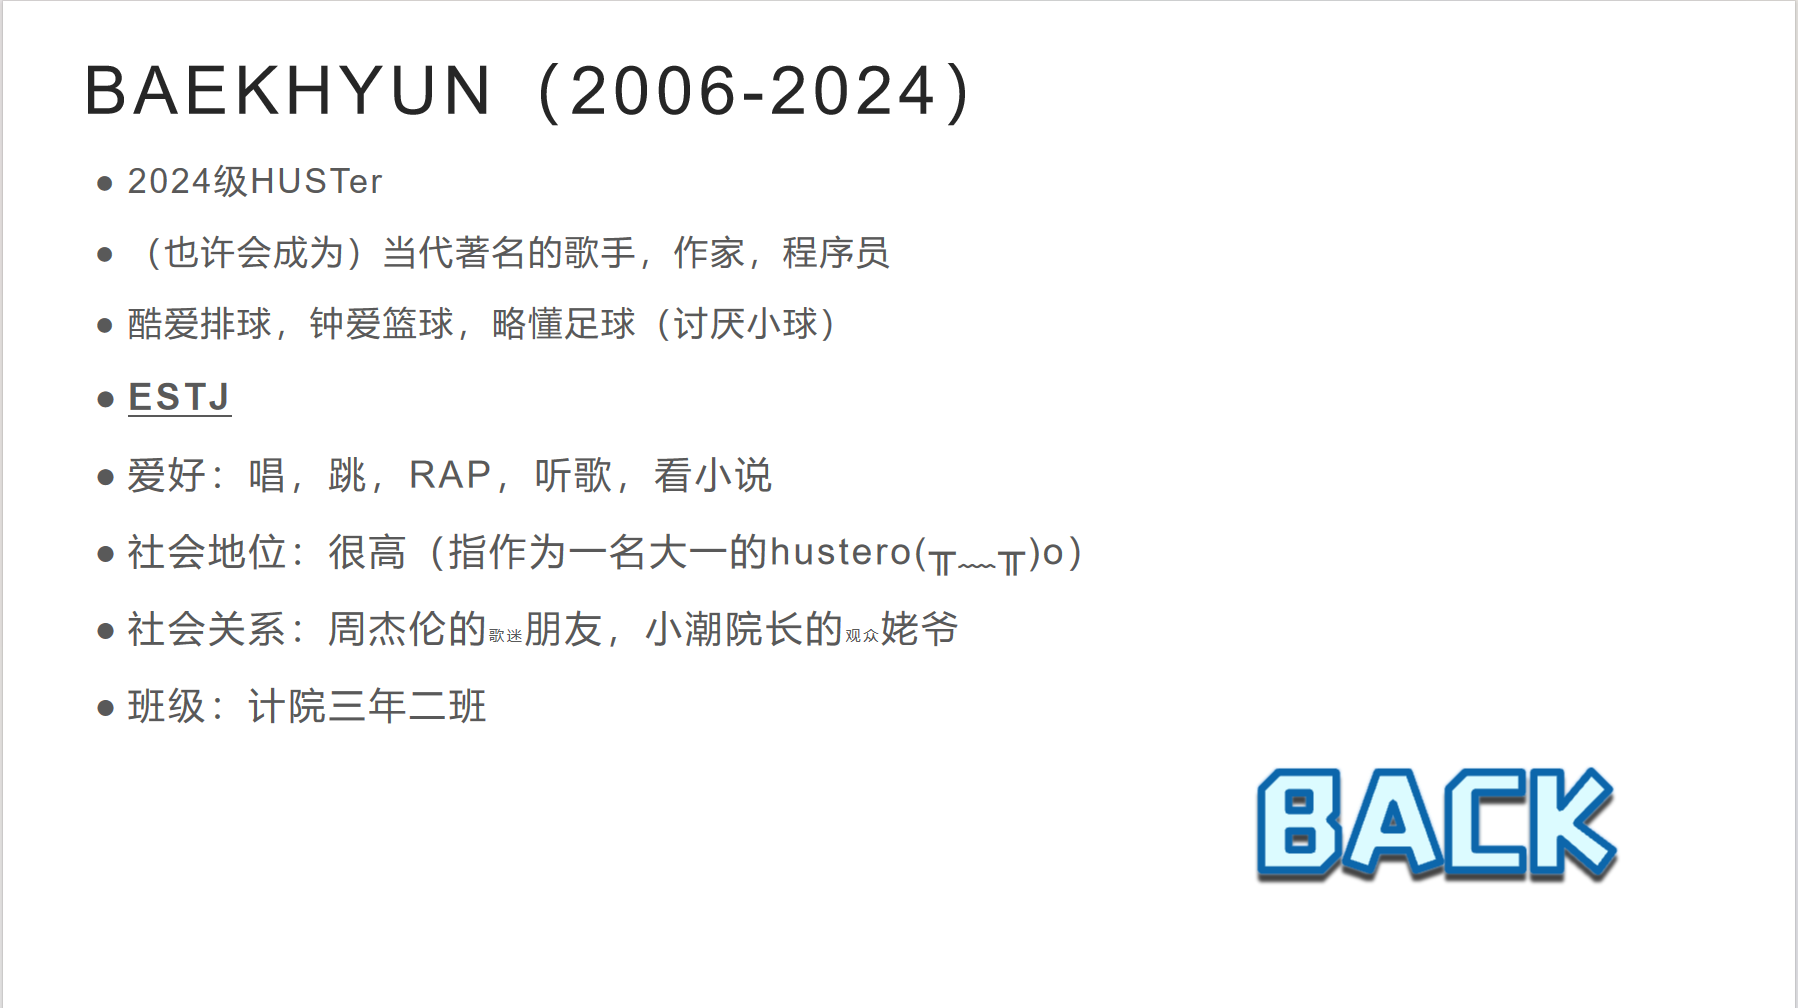 BAEKHYUN（2006-2024）
● 2024级HUSTer
● （也许会成为）当代著名的歌手，作家，程序员
● 酷爱排球，钟爱篮球，略懂足球（讨厌小球）
● ESTJ
● 爱好：唱，跳，RAP，听歌，看小说
● 社会地位：很高（指作为一名大一的hustero(╥﹏╥)o）
● 社会关系：周杰伦的歌迷朋友，小潮院长的观众姥爷
● 班级：计院三年二班
BACK